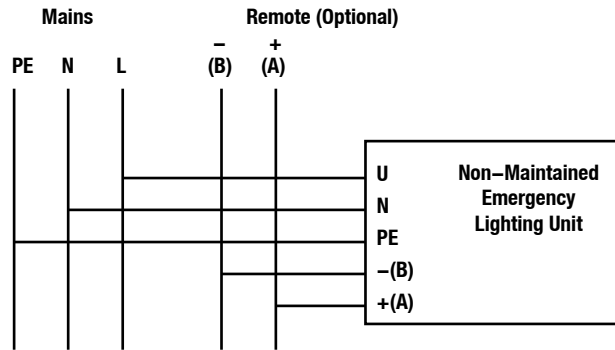 Mains
Remote (Optional)
– +
PE N L (B) (A)
U
N
PE
–(B)
+(A)
Non–Maintained
Emergency
Lighting Unit